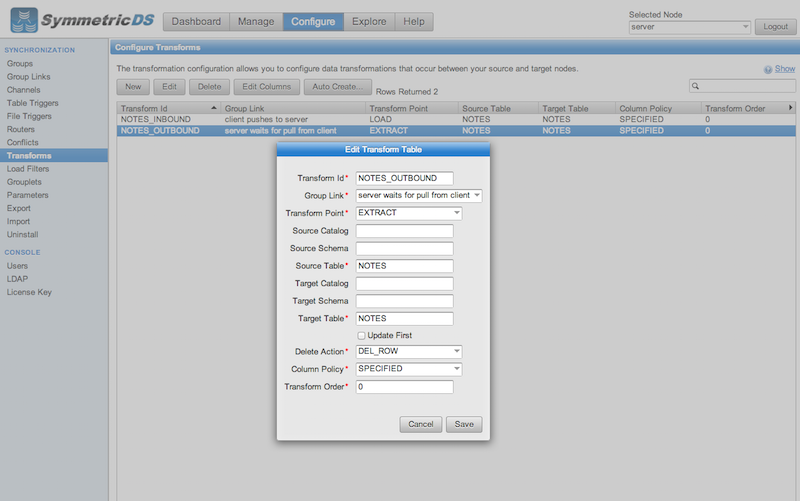 SymmetricDS
Dashboard Manage Configure Explore Help
Selected Node
server
Logout
SYNCHRONIZATION
Groups
Group Links
Channels
Table Triggers
File Triggers
Routers
Conflicts
Transforms
Load Filters
Grouplets
Parameters
Export
Import
Uninstall
CONSOLE
Users
LDAP
License Key
Configure Transforms
The transformation configuration allows you to configure data transformations that occur between your source and target nodes.
Show
New Edit Delete Edit Columns Auto Create... Rows Returned 2
Transform Id Group Link Transform Point Source Table Target Table Column Policy Transform Order
NOTES_INBOUND client pushes to server LOAD NOTES NOTES SPECIFIED 0
NOTES_OUTBOUND server waits for pull from client EXTRACT NOTES NOTES SPECIFIED 0
Edit Transform Table
Transform Id* NOTES_OUTBOUND
Group Link* server waits for pull from client
Transform Point* EXTRACT
Source Catalog
Source Schema
Source Table* NOTES
Target Catalog
Target Schema
Target Table* NOTES
Update First
Delete Action* DEL_ROW
Column Policy* SPECIFIED
Transform Order* 0
Cancel Save